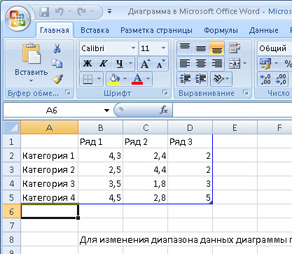 Диаграмма в Microsoft Office Word
Главная Вставка Разметка страницы Формулы Данные
Вставить
Calibri 11
Ж К Ч
Общий
% 000
Буфер обме... Шрифт Выравнивание Число
A6
A B C D E F
1 Ряд 1 Ряд 2 Ряд 3
2 Категория 1 4,3 2,4 2
3 Категория 2 2,5 4,4 2
4 Категория 3 3,5 1,8 3
5 Категория 4 4,5 2,8 5
6
7
8 Для изменения диапазона данных диаграммы